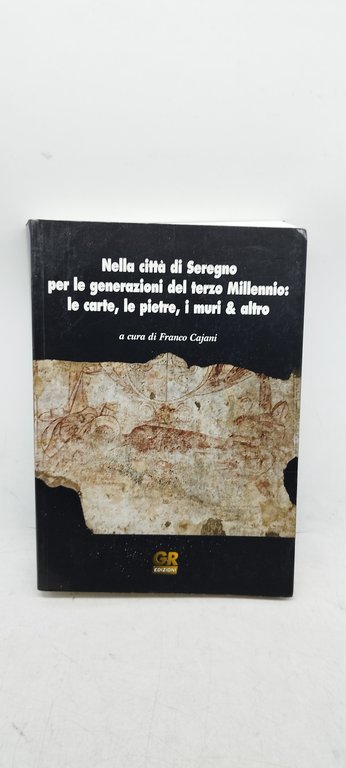 Nella città di Seregno
per le generazioni del terzo Millennio:
le carte, le pietre, i muri & altro
a cura di Franco Cajani
GR
EDIZIONI